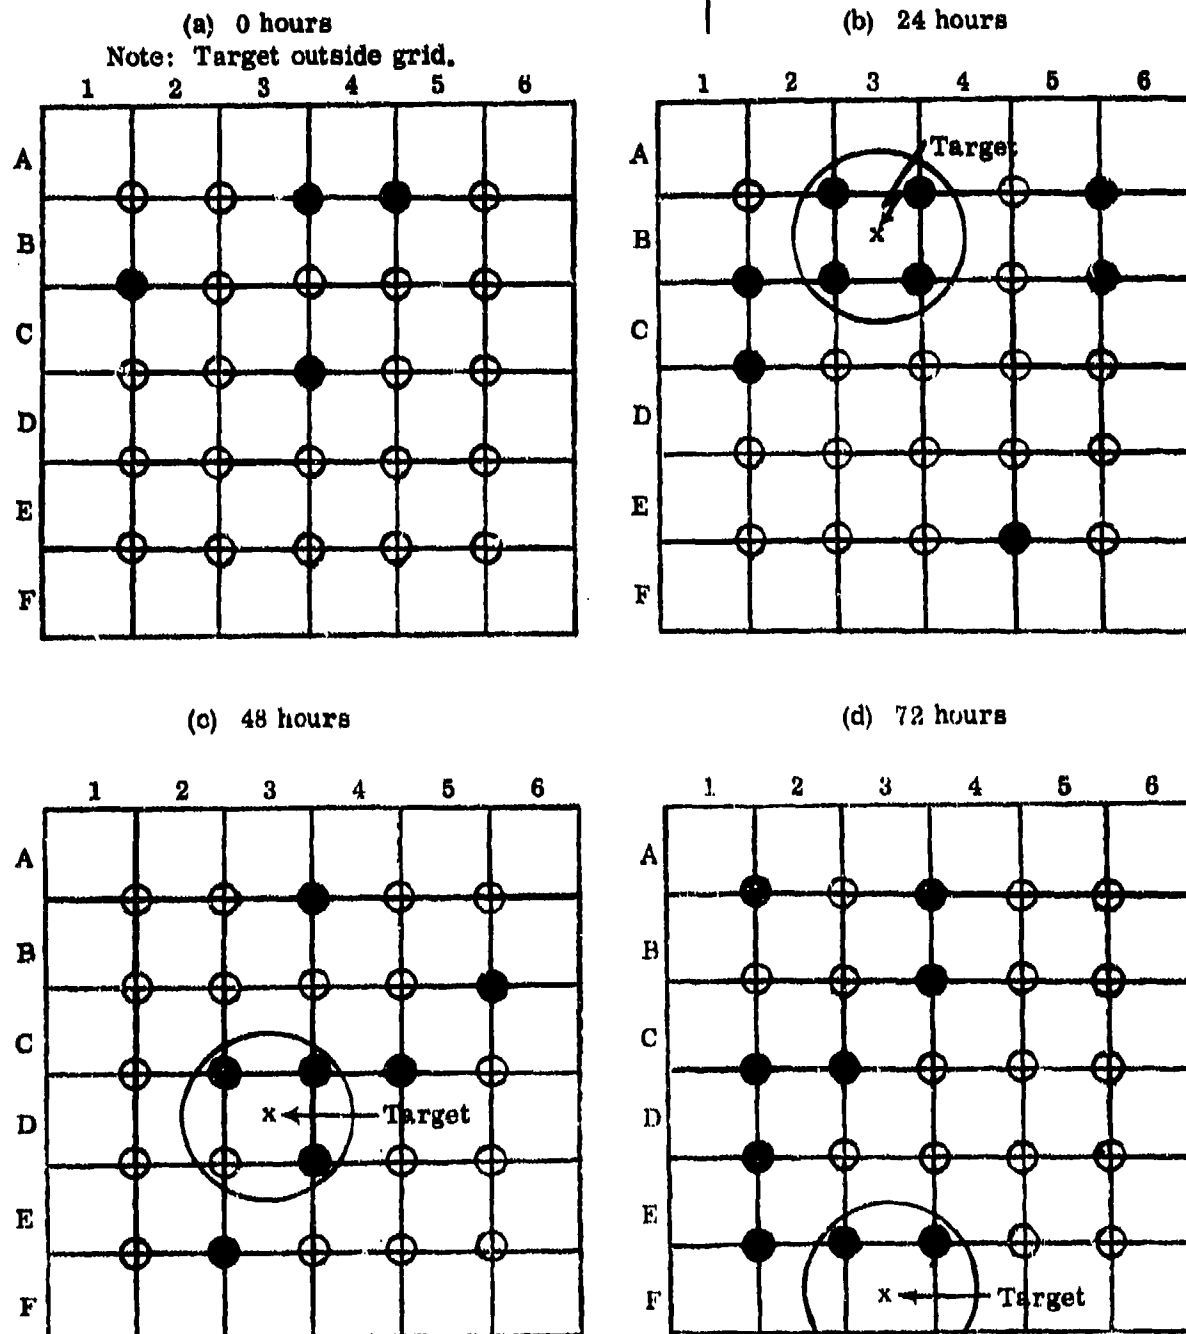 (a) 0 hours
Note: Target outside grid.
1 2 3 4 5 6
A
B
C
D
E
F
(b) 24 hours
1 2 3 4 5 6
A
Target
B
x
C
D
E
F
(c) 48 hours
1 2 3 4 5 6
A
B
C
D
x Target
E
F
(d) 72 hours
1 2 3 4 5 6
A
B
C
D
E
F
x Target